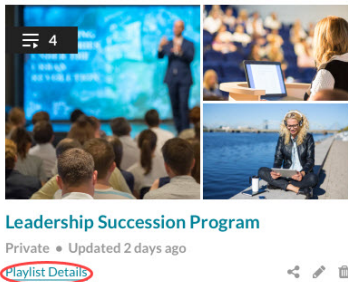 4
Leadership Succession Program
Private • Updated 2 days ago
Playlist Details